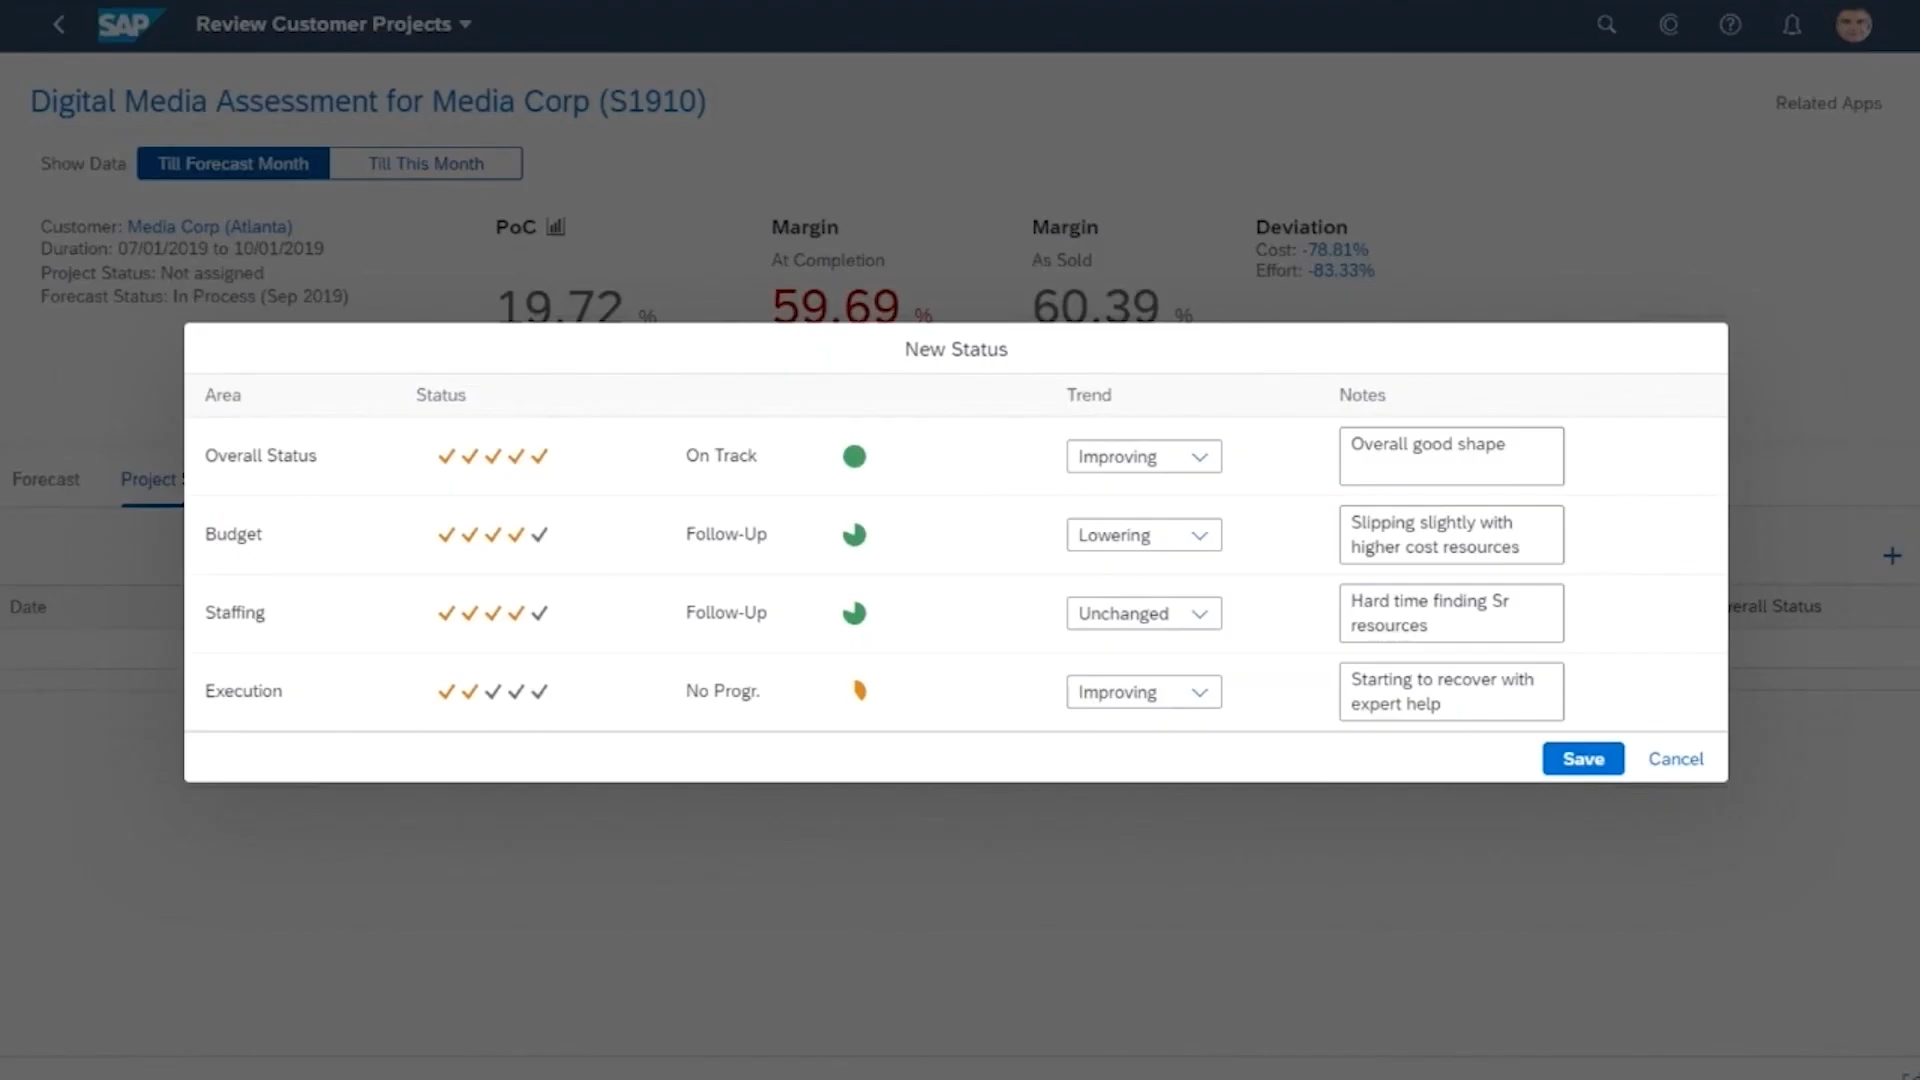 SAP Review Customer Projects
Digital Media Assessment for Media Corp (S1910)
Related Apps
Show Data Till Forecast Month Till This Month
Customer: Media Corp (Atlanta)
Duration: 07/01/2019 to 10/01/2019
Project Status: Not assigned
Forecast Status: In Process (Sep 2019)
PoC
19.72 %
Margin
At Completion
59.69 %
Margin
As Sold
60.39 %
Deviation
Cost: -78.81%
Effort: -83.33%
Forecast Project
Date
erall Status
New Status
Area Status Trend Notes
Overall Status On Track Improving Overall good shape
Budget Follow-Up Lowering Slipping slightly with
higher cost resources
Staffing Follow-Up Unchanged Hard time finding Sr
resources
Execution No Progr. Improving Starting to recover with
expert help
Save Cancel